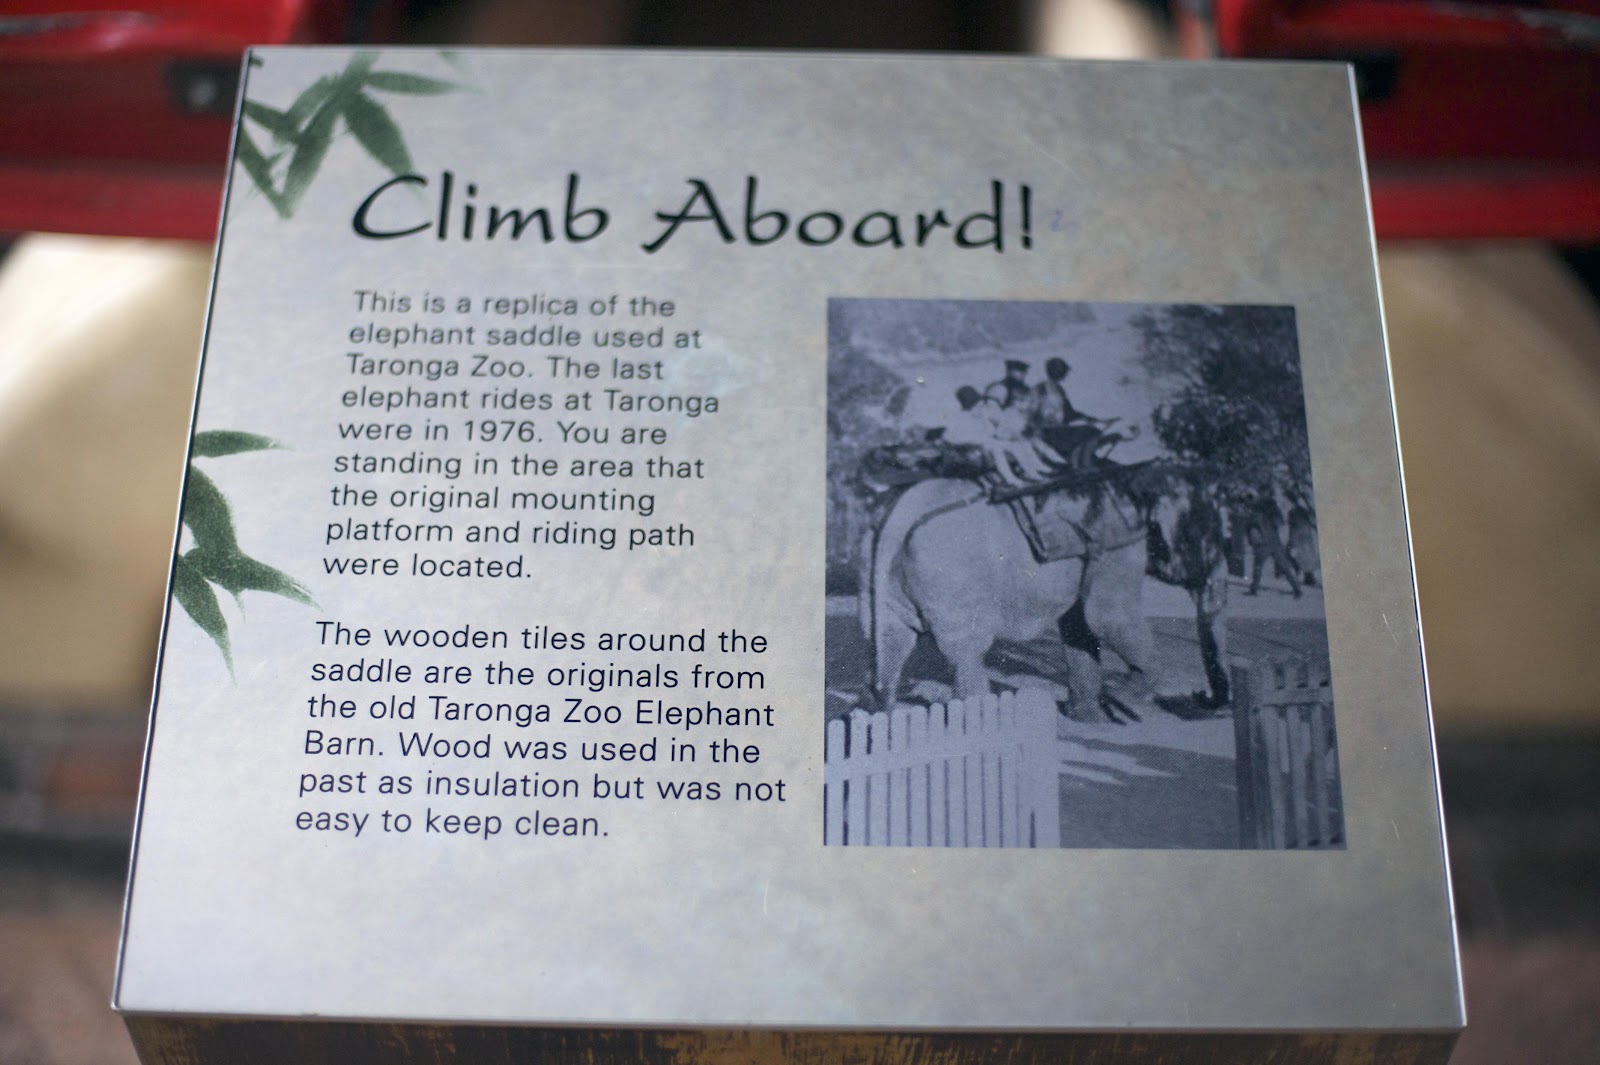 Climb Aboard!
This is a replica of the
elephant saddle used at
Taronga Zoo. The last
elephant rides at Taronga
were in 1976. You are
standing in the area that
the original mounting
platform and riding path
were located.
The wooden tiles around the
saddle are the originals from
the old Taronga Zoo Elephant
Barn. Wood was used in the
past as insulation but was not
easy to keep clean.